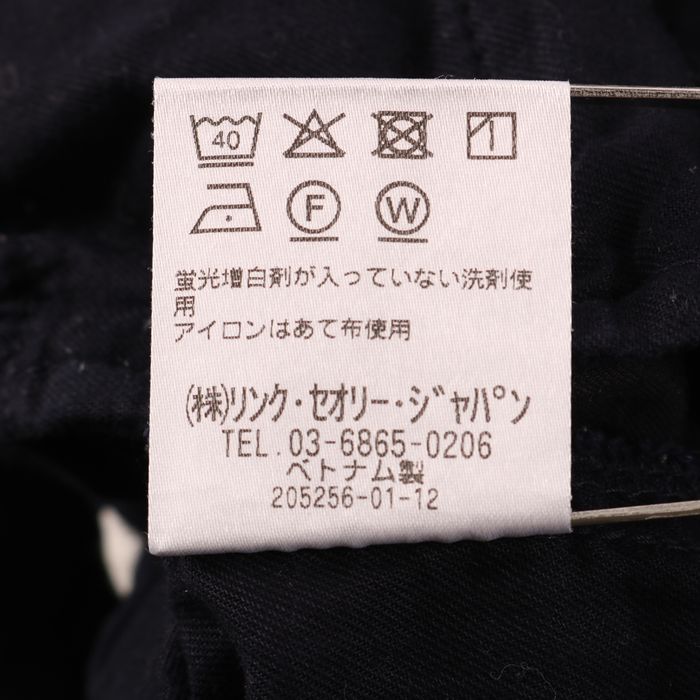 40
F W
蛍光増白剤が入っていない洗剤使
用
アイロンはあて布使用
(株)リンク・セオリー・ジャパン
TEL. 03-6865-0206
ベトナム製
205256-01-12